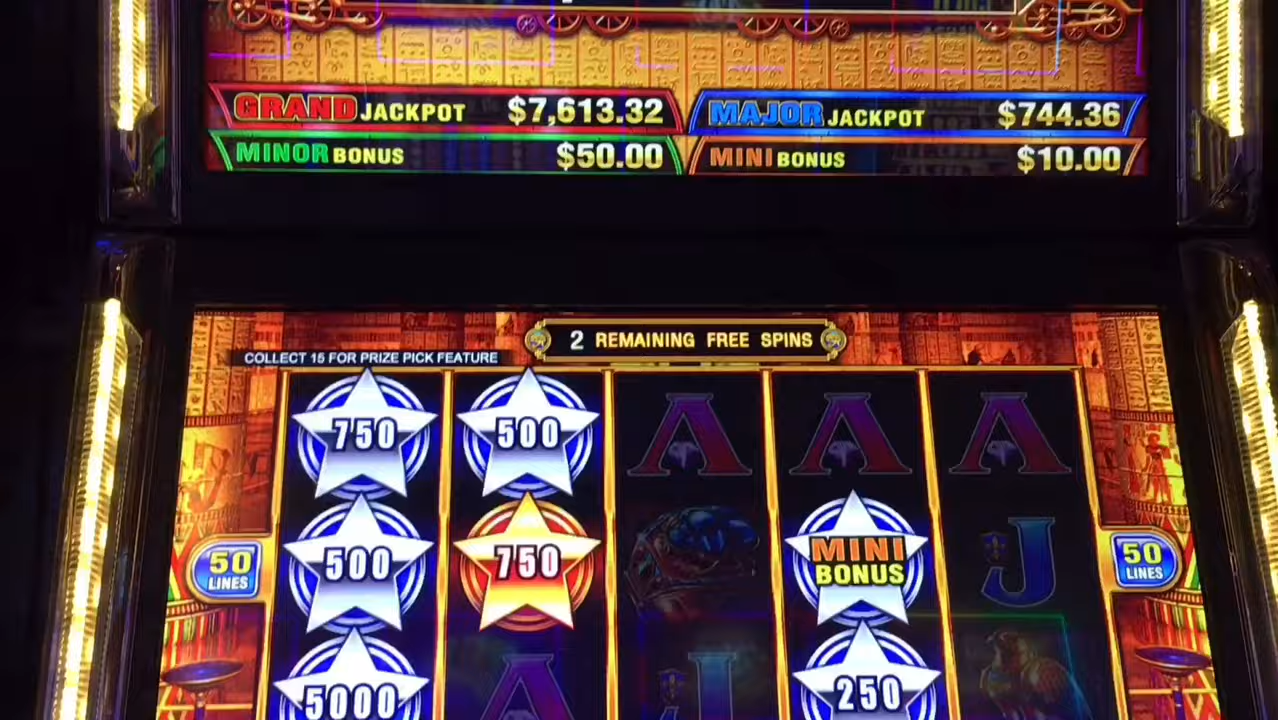 GRAND JACKPOT $7,613.32
MAJOR JACKPOT $744.36
MINOR BONUS $50.00
MINI BONUS $10.00
2 REMAINING FREE SPINS
COLLECT 15 FOR PRIZE PICK FEATURE
750
500
A
A
A
50
LINES
500
750
MINI
BONUS
J
50
LINES
5000
A
J
250